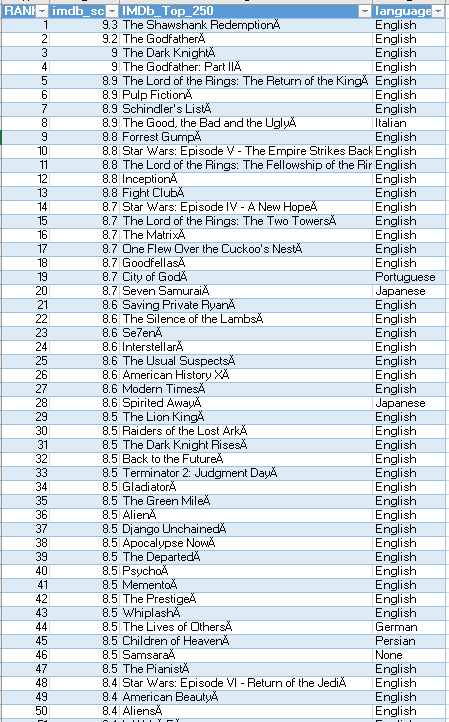 RANK imdb_sc IMDb_Top_250 language
1 9.3 The Shawshank RedemptionÂ English
2 9.2 The GodfatherÂ English
3 9 The Dark KnightÂ English
4 9 The Godfather: Part IIÂ English
5 8.9 The Lord of the Rings: The Return of the KingÂ English
6 8.9 Pulp FictionÂ English
7 8.9 Schindler's ListÂ English
8 8.9 The Good, the Bad and the UglyÂ Italian
9 8.8 Forrest GumpÂ English
10 8.8 Star Wars: Episode V - The Empire Strikes Back English
11 8.8 The Lord of the Rings: The Fellowship of the Rin English
12 8.8 InceptionÂ English
13 8.8 Fight ClubÂ English
14 8.7 Star Wars: Episode IV - A New HopeÂ English
15 8.7 The Lord of the Rings: The Two TowersÂ English
16 8.7 The MatrixÂ English
17 8.7 One Flew Over the Cuckoo's NestÂ English
18 8.7 GoodfellasÂ English
19 8.7 City of GodÂ Portuguese
20 8.7 Seven SamuraiÂ Japanese
21 8.6 Saving Private RyanÂ English
22 8.6 The Silence of the LambsÂ English
23 8.6 Se7enÂ English
24 8.6 InterstellarÂ English
25 8.6 The Usual SuspectsÂ English
26 8.6 American History XÂ English
27 8.6 Modern TimesÂ English
28 8.6 Spirited AwayÂ Japanese
29 8.5 The Lion KingÂ English
30 8.5 Raiders of the Lost ArkÂ English
31 8.5 The Dark Knight RisesÂ English
32 8.5 Back to the FutureÂ English
33 8.5 Terminator 2: Judgment DayÂ English
34 8.5 GladiatorÂ English
35 8.5 The Green MileÂ English
36 8.5 AlienÂ English
37 8.5 Django UnchainedÂ English
38 8.5 Apocalypse NowÂ English
39 8.5 The DepartedÂ English
40 8.5 PsychoÂ English
41 8.5 MementoÂ English
42 8.5 The PrestigeÂ English
43 8.5 WhiplashÂ English
44 8.5 The Lives of OthersÂ German
45 8.5 Children of HeavenÂ Persian
46 8.5 SamsaraÂ None
47 8.5 The PianistÂ English
48 8.4 Star Wars: Episode VI - Return of the JediÂ English
49 8.4 American BeautyÂ English
50 8.4 AliensÂ English